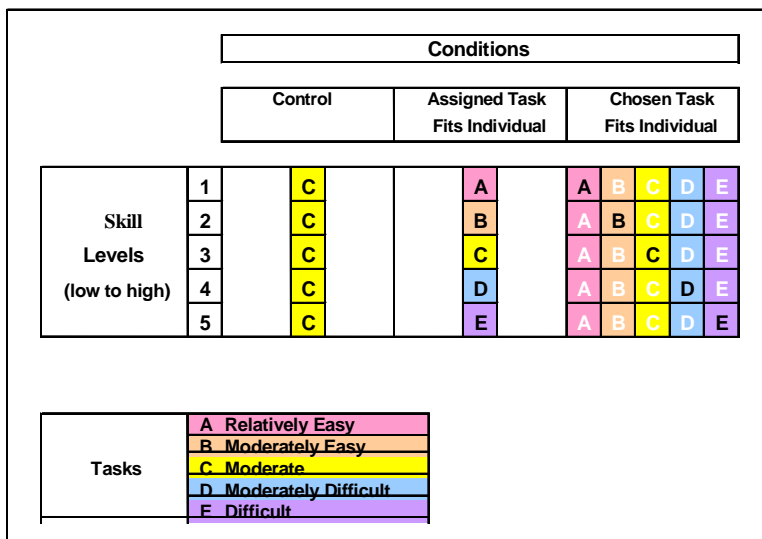 Conditions
Control Assigned Task Chosen Task
Fits Individual Fits Individual
1 C A A B C D E
Skill 2 C B A B C D E
Levels 3 C C A B C D E
(low to high) 4 C D A B C D E
5 C E A B C D E
A Relatively Easy
B Moderately Easy
Tasks C Moderate
D Moderately Difficult
E Difficult